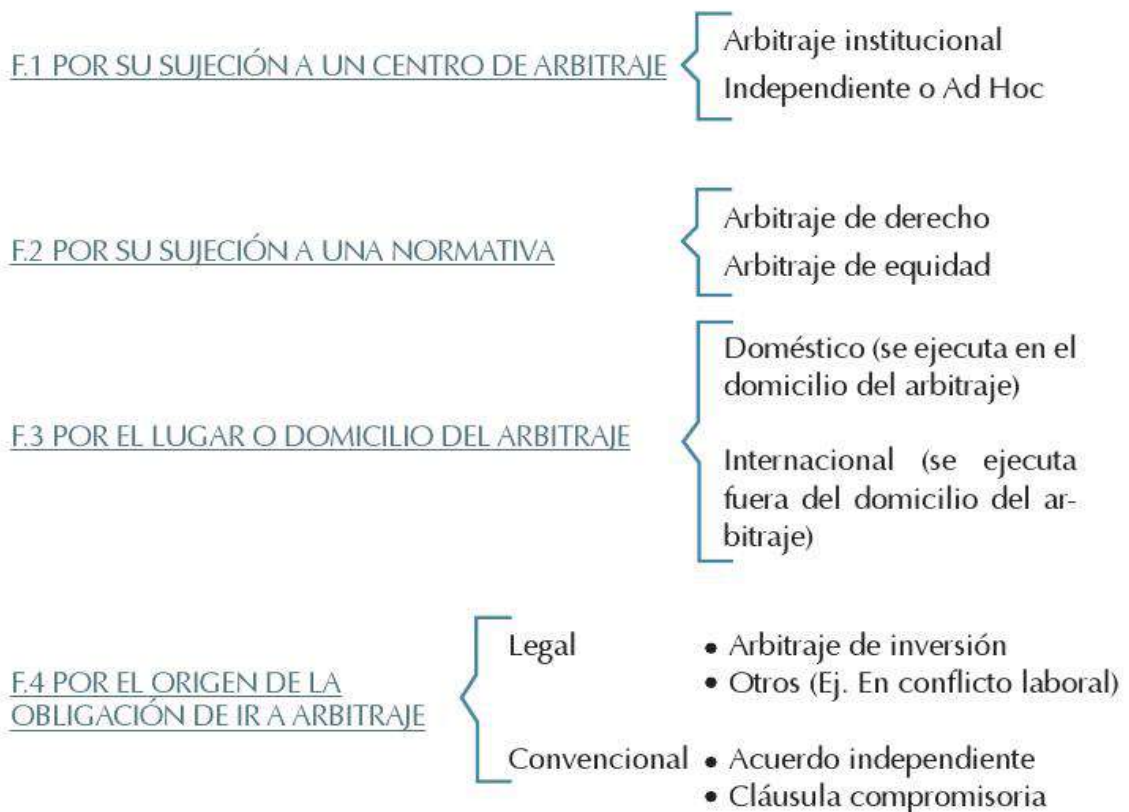 F.1 POR SU SUJECIÓN A UN CENTRO DE ARBITRAJE
Arbitraje institucional
Independiente o Ad Hoc
F.2 POR SU SUJECIÓN A UNA NORMATIVA
Arbitraje de derecho
Arbitraje de equidad
F.3 POR EL LUGAR O DOMICILIO DEL ARBITRAJE
Doméstico (se ejecuta en el
domicilio del arbitraje)
Internacional (se ejecuta
fuera del domicilio del ar-
bitraje)
F.4 POR EL ORIGEN DE LA
OBLIGACIÓN DE IR A ARBITRAJE
Legal
• Arbitraje de inversión
• Otros (Ej. En conflicto laboral)
Convencional
• Acuerdo independiente
• Cláusula compromisoria